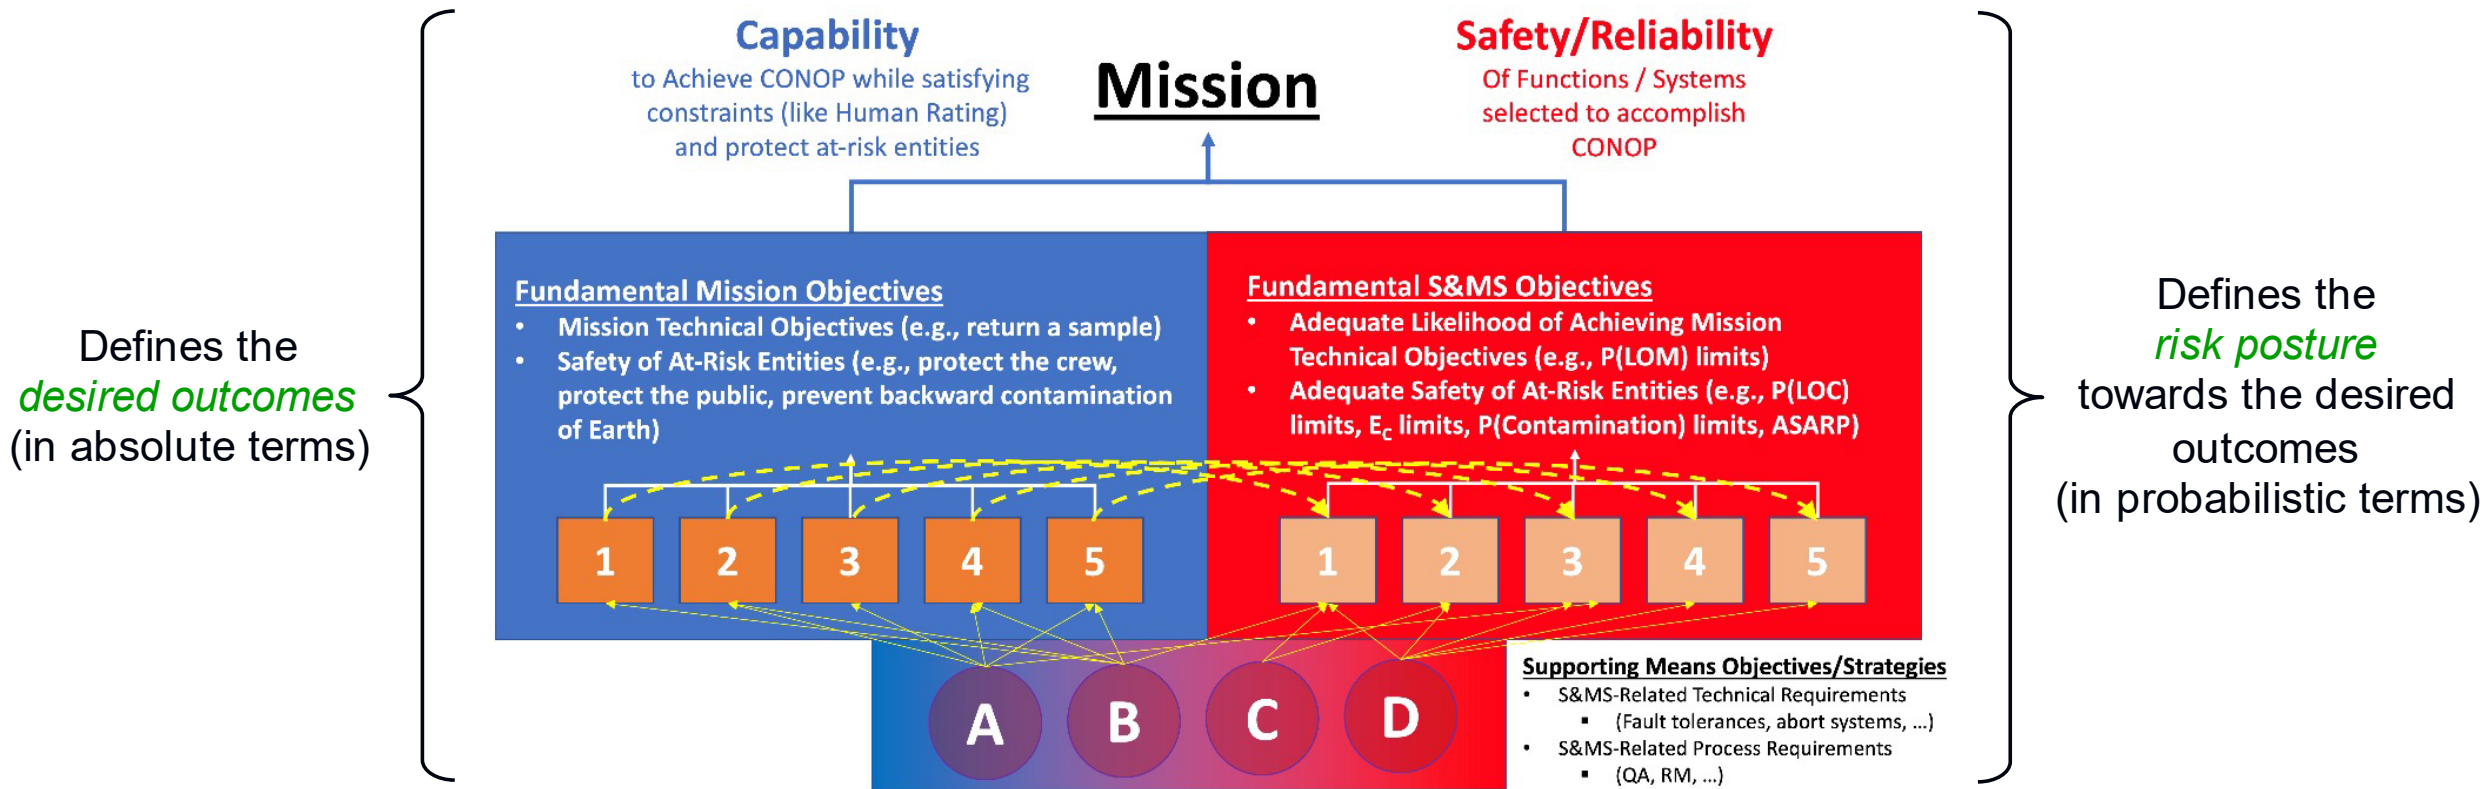 Capability
to Achieve CONOP while satisfying
constraints (like Human Rating)
and protect at-risk entities
Mission
Safety/Reliability
Of Functions / Systems
selected to accomplish
CONOP
Defines the
desired outcomes
(in absolute terms)
Fundamental Mission Objectives
• Mission Technical Objectives (e.g., return a sample)
• Safety of At-Risk Entities (e.g., protect the crew,
protect the public, prevent backward contamination
of Earth)
Fundamental S&MS Objectives
• Adequate Likelihood of Achieving Mission
Technical Objectives (e.g., P(LOM) limits)
• Adequate Safety of At-Risk Entities (e.g., P(LOC)
limits, EC limits, P(Contamination) limits, ASARP)
Defines the
risk posture
towards the desired
outcomes
(in probabilistic terms)
1 2 3 4 5
1 2 3 4 5
A B C D
Supporting Means Objectives/Strategies
• S&MS-Related Technical Requirements
▪ (Fault tolerances, abort systems, ...)
• S&MS-Related Process Requirements
▪ (QA, RM, ...)